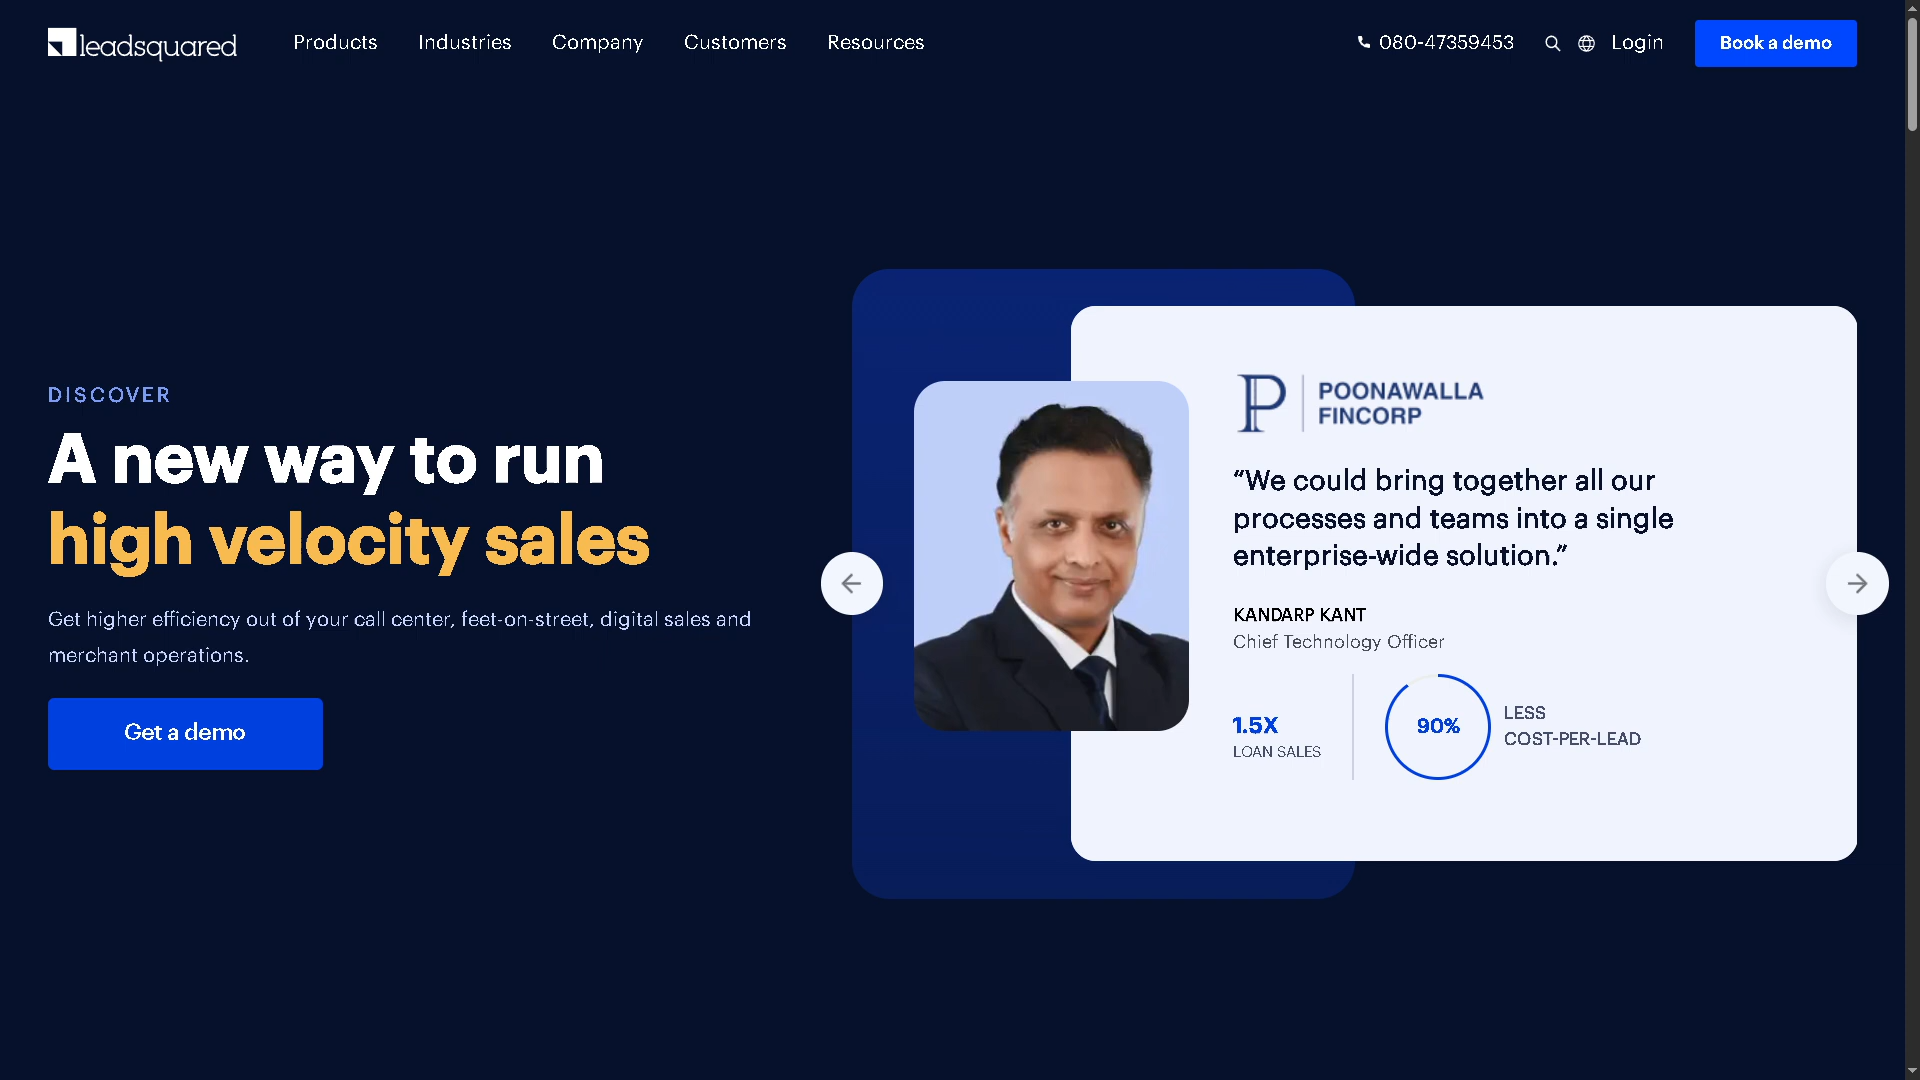 leadsquared
Products
Industries
Company
Customers
Resources
080-47359453
Login
Book a demo
DISCOVER
A new way to run
high velocity sales
Get higher efficiency out of your call center, feet-on-street, digital sales and
merchant operations.
Get a demo
P
POONAWALLA
FINCORP
“We could bring together all our
processes and teams into a single
enterprise-wide solution.”
KANDARP KANT
Chief Technology Officer
1.5X
LOAN SALES
90%
LESS
COST-PER-LEAD